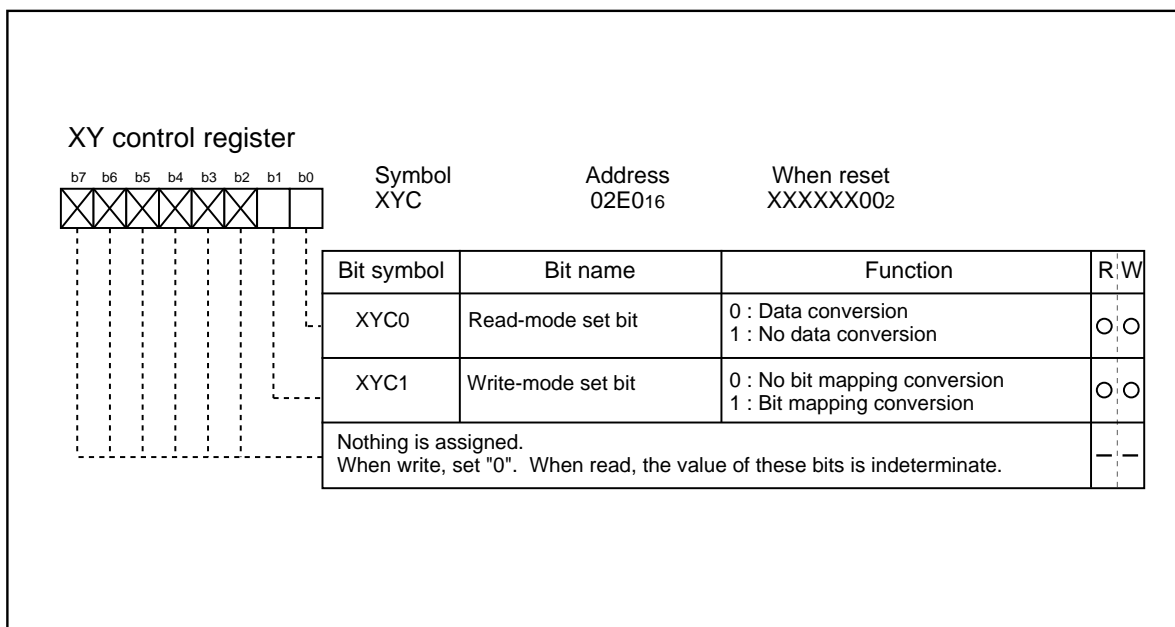 XY control register
b7 b6 b5 b4 b3 b2 b1 b0
Symbol Address When reset
XYC 02E016 XXXXXX002
Bit symbol Bit name Function R W
XYC0 Read-mode set bit 0 : Data conversion
1 : No data conversion
XYC1 Write-mode set bit 0 : No bit mapping conversion
1 : Bit mapping conversion
Nothing is assigned.
When write, set "0". When read, the value of these bits is indeterminate.